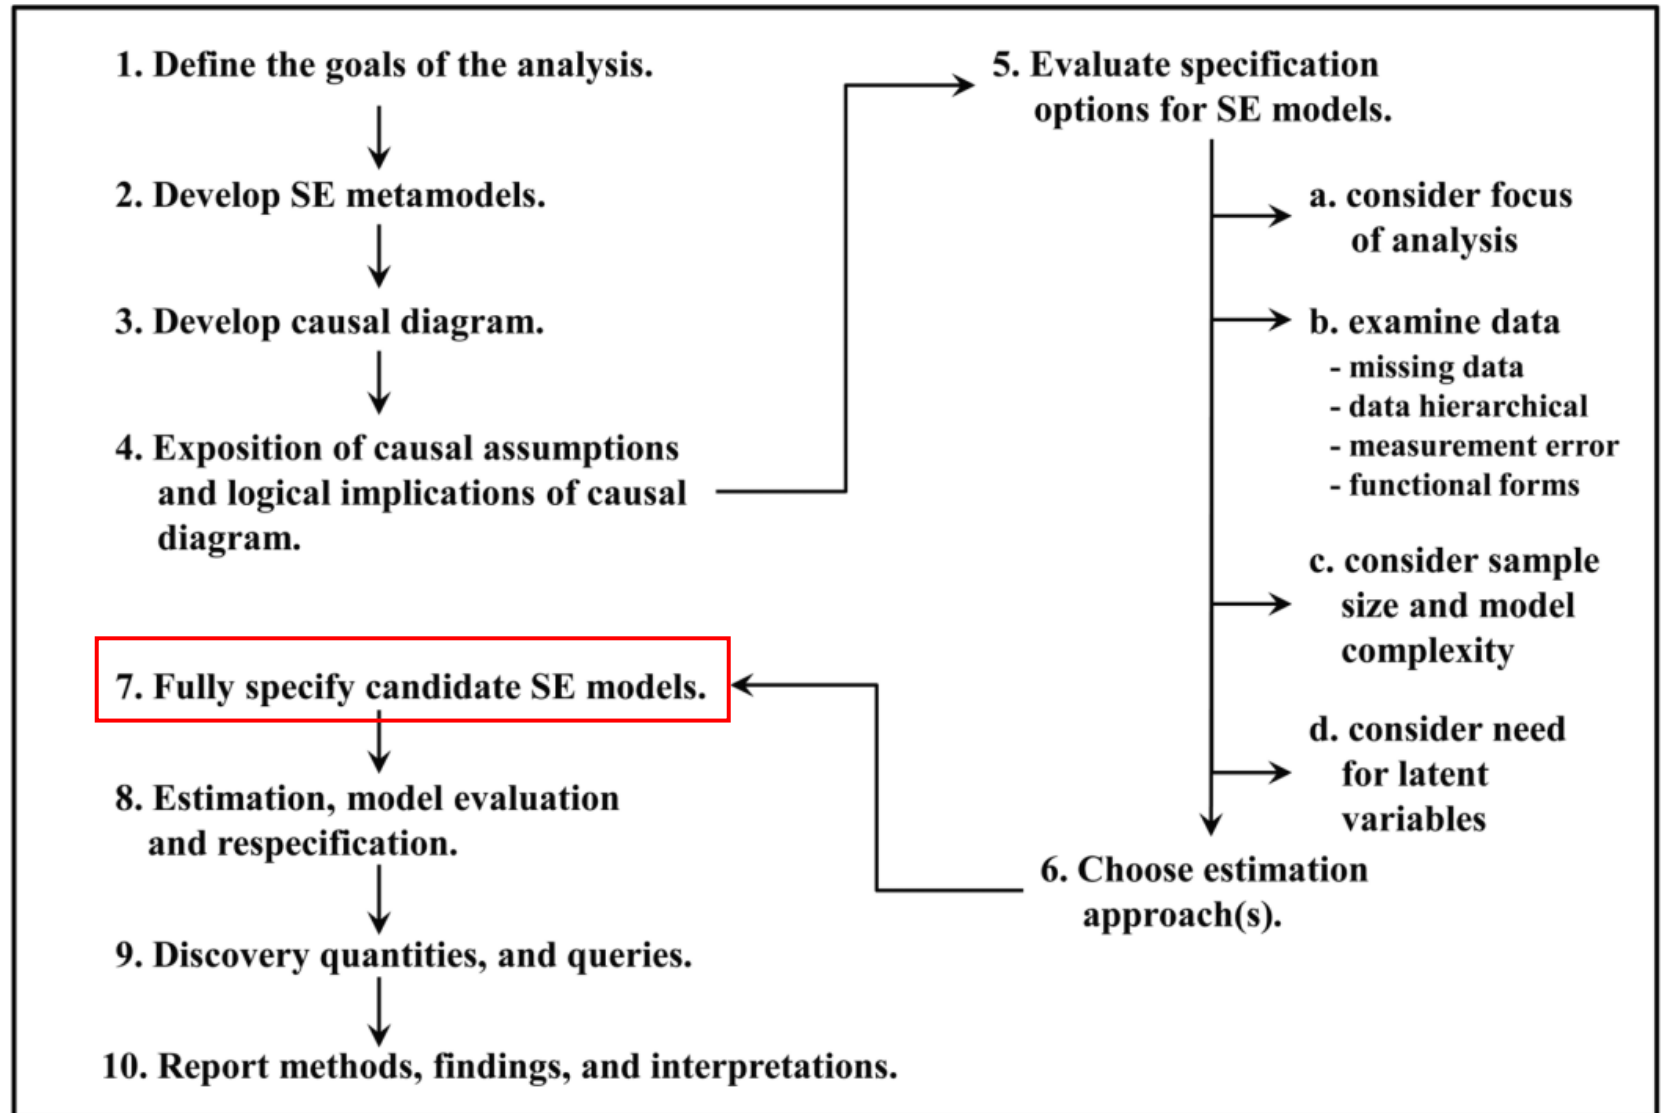 1. Define the goals of the analysis.
2. Develop SE metamodels.
3. Develop causal diagram.
4. Exposition of causal assumptions
and logical implications of causal
diagram.
5. Evaluate specification
options for SE models.
a. consider focus
of analysis
b. examine data
- missing data
- data hierarchical
- measurement error
- functional forms
c. consider sample
size and model
complexity
d. consider need
for latent
variables
6. Choose estimation
approach(s).
7. Fully specify candidate SE models.
8. Estimation, model evaluation
and respecification.
9. Discovery quantities, and queries.
10. Report methods, findings, and interpretations.